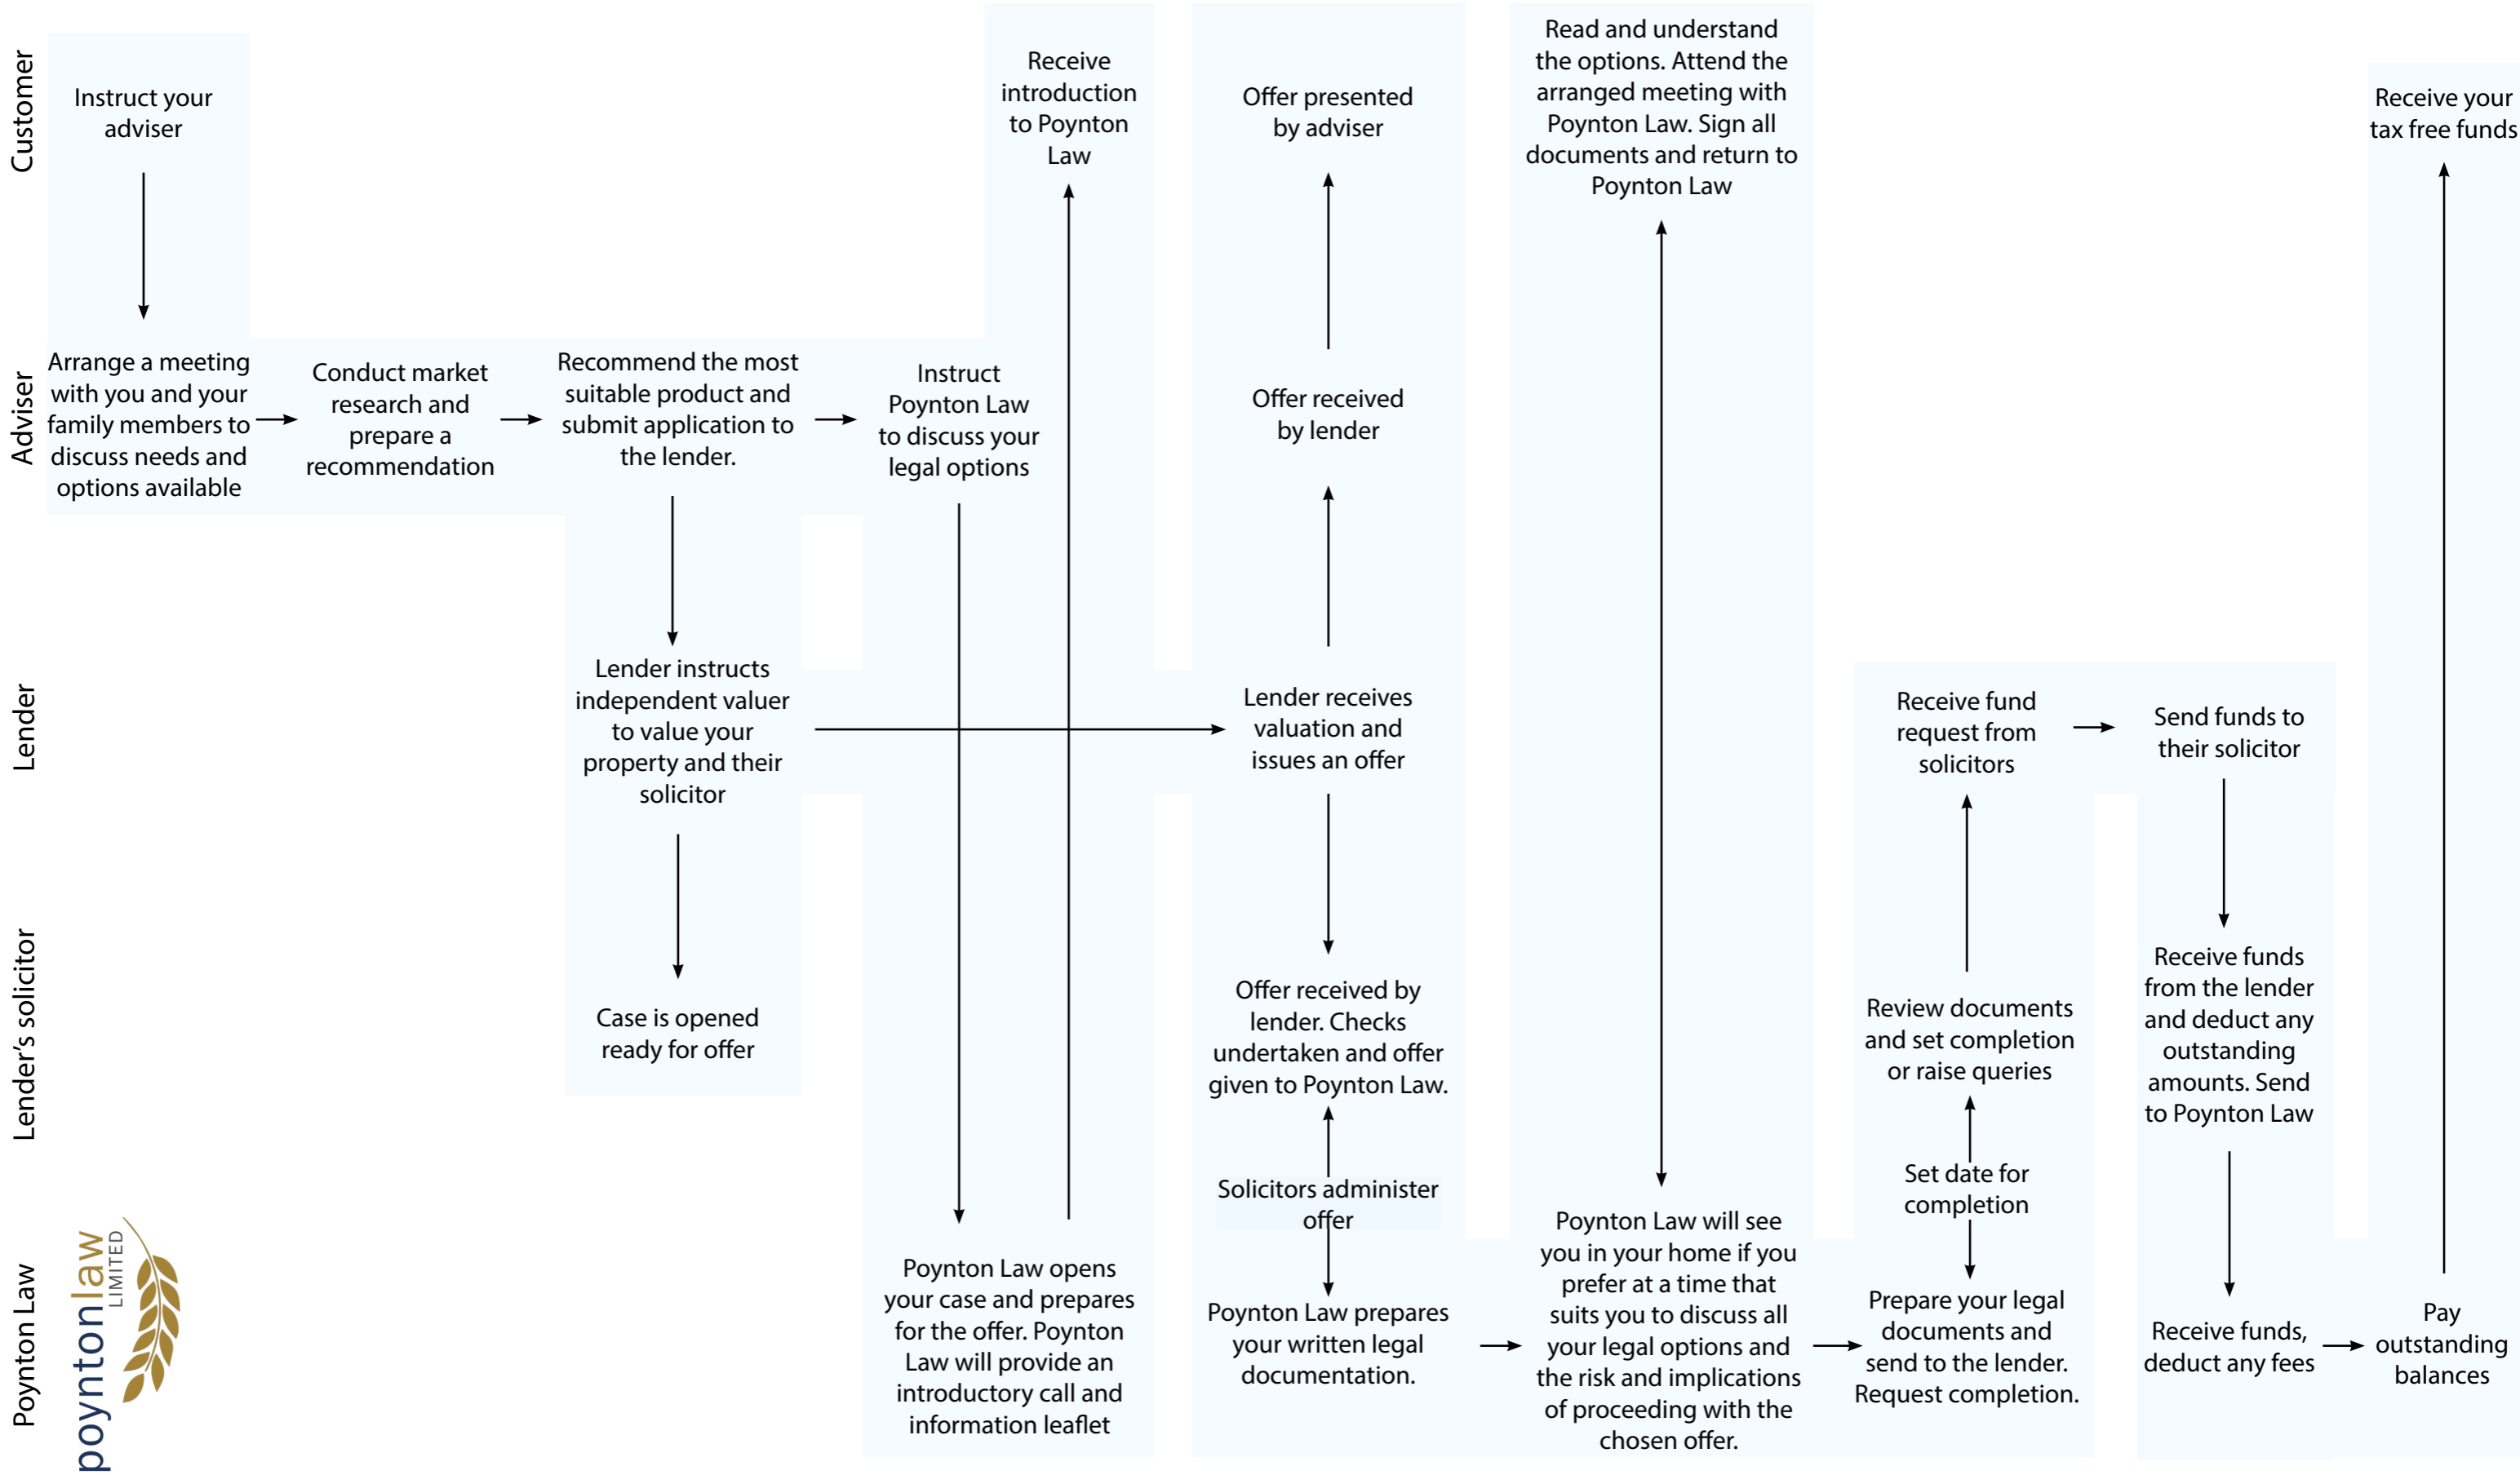 Customer
Instruct your
adviser
Receive
introduction
to Poynton
Law
Offer presented
by adviser
Read and understand
the options. Attend the
arranged meeting with
Poynton Law. Sign all
documents and return to
Poynton Law
Receive your
tax free funds
Adviser
Arrange a meeting
with you and your
family members to
discuss needs and
options available
Conduct market
research and
prepare a
recommendation
Recommend the most
suitable product and
submit application to
the lender.
Instruct
Poynton Law
to discuss your
legal options
Offer received
by lender
Lender
Lender instructs
independent valuer
to value your
property and their
solicitor
Lender receives
valuation and
issues an offer
Receive fund
request from
solicitors
Send funds to
their solicitor
Lender's solicitor
Case is opened
ready for offer
Offer received by
lender. Checks
undertaken and offer
given to Poynton Law.
Solicitors administer
offer
Review documents
and set completion
or raise queries
Set date for
completion
Receive funds
from the lender
and deduct any
outstanding
amounts. Send
to Poynton Law
Poynton Law
poyntonlaw
LIMITED
Poynton Law opens
your case and prepares
for the offer. Poynton
Law will provide an
introductory call and
information leaflet
Poynton Law prepares
your written legal
documentation.
Poynton Law will see
you in your home if you
prefer at a time that
suits you to discuss all
your legal options and
the risk and implications
of proceeding with the
chosen offer.
Prepare your legal
documents and
send to the lender.
Request completion.
Receive funds,
deduct any fees
Pay
outstanding
balances